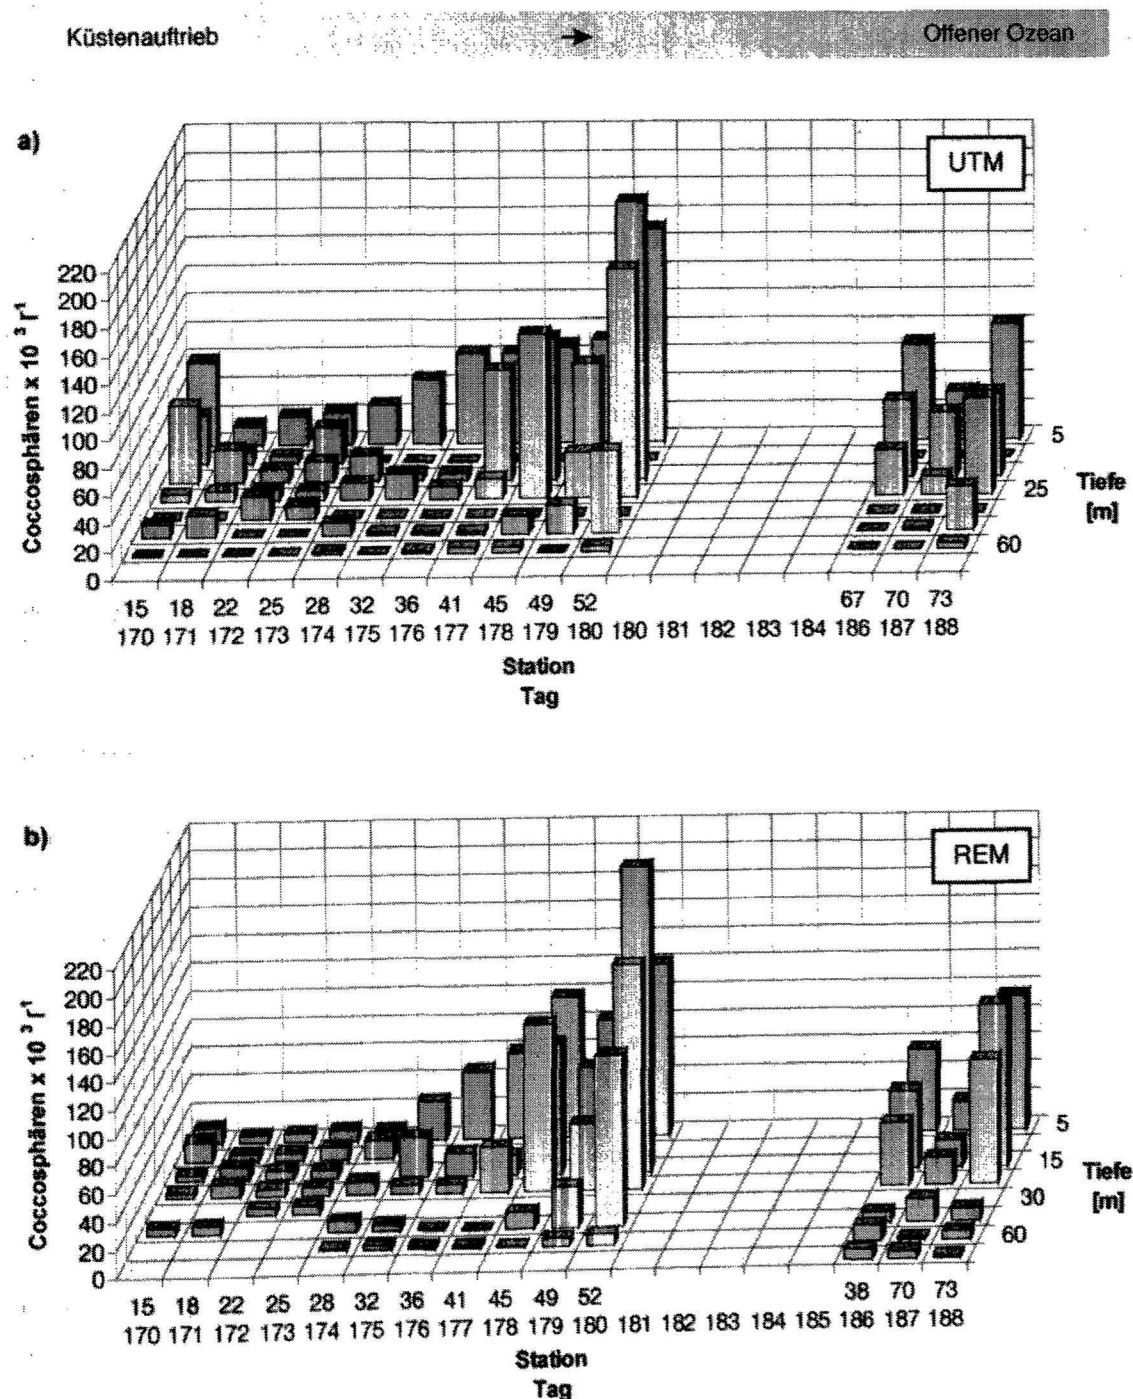 Küstenauftrieb
Offener Ozean
a)
UTM
Coccosphären x 10 ³ l¹
220
200
180
160
140
120
100
80
60
40
20
0
5
25
60
Tiefe
[m]
15 18 22 25 28 32 36 41 45 49 52 67 70 73
170 171 172 173 174 175 176 177 178 179 180 180 181 182 183 184 186 187 188
Station
Tag
b)
REM
Coccosphären x 10 ³ l¹
220
200
180
160
140
120
100
80
60
40
20
0
5
15
30
60
Tiefe
[m]
15 18 22 25 28 32 36 41 45 49 52 38 70 73
170 171 172 173 174 175 176 177 178 179 180 181 182 183 184 185 186 187 188
Station
Tag